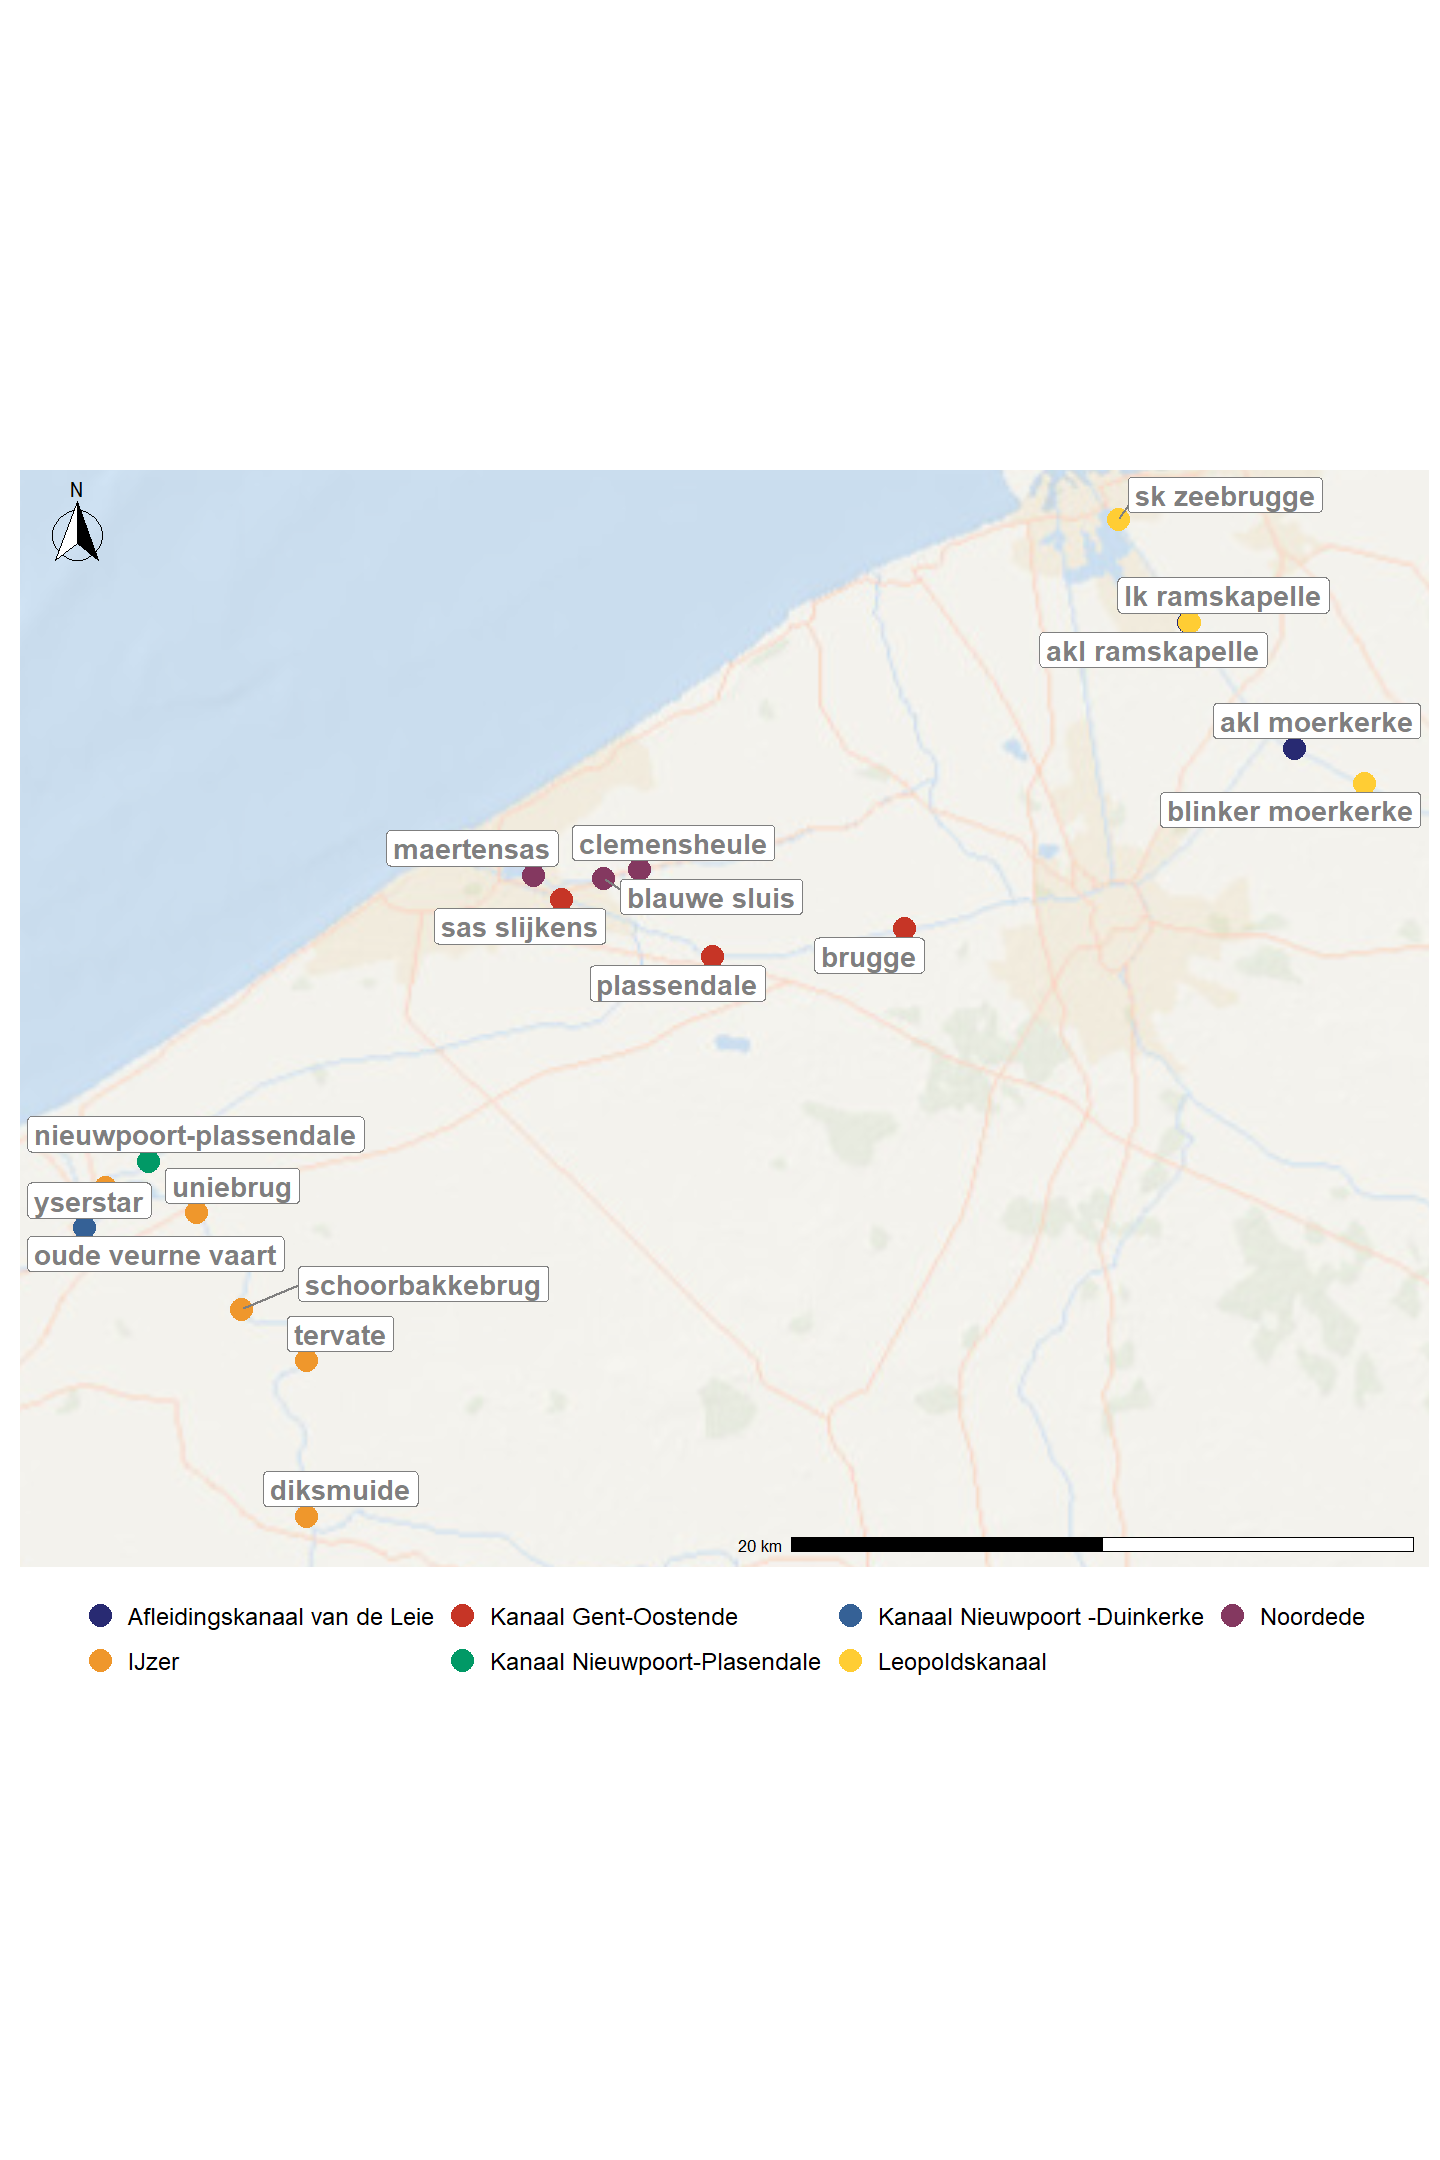 N
sk zeebrugge
lk ramskapelle
akl ramskapelle
akl moerkerke
blinker moerkerke
maertensas
clemensheule
blauwe sluis
sas slijkens
brugge
plassendale
nieuwpoort-plassendale
uniebrug
yserstar
oude veurne vaart
schoorbakkebrug
tervate
diksmuide
20 km
Afleidingskanaal van de Leie
Kanaal Gent-Oostende
Kanaal Nieuwpoort -Duinkerke
Noordede
IJzer
Kanaal Nieuwpoort-Plasendale
Leopoldskanaal